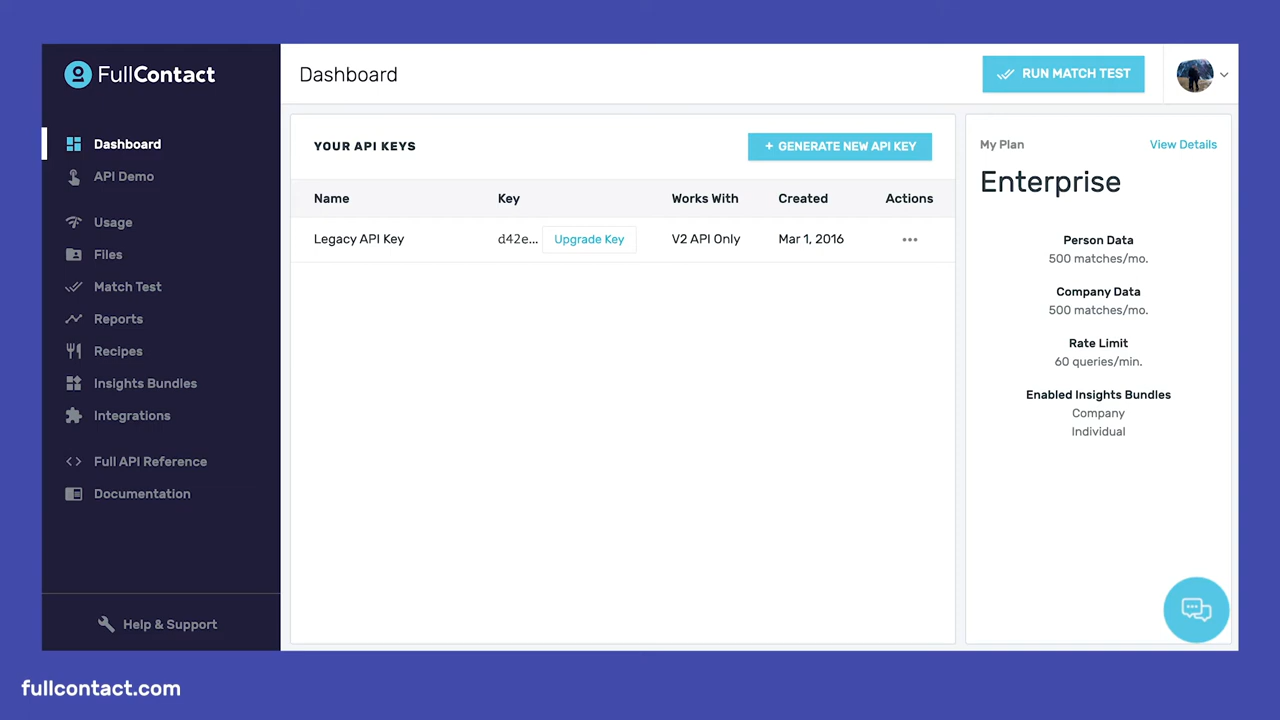 FullContact
Dashboard
API Demo
Usage
Files
Match Test
Reports
Recipes
Insights Bundles
Integrations
Full API Reference
Documentation
Help & Support
Dashboard
RUN MATCH TEST
YOUR API KEYS
+ GENERATE NEW API KEY
Name Key Works With Created Actions
Legacy API Key d42e... Upgrade Key V2 API Only Mar 1, 2016
My Plan View Details
Enterprise
Person Data
500 matches/mo.
Company Data
500 matches/mo.
Rate Limit
60 queries/min.
Enabled Insights Bundles
Company
Individual
fullcontact.com